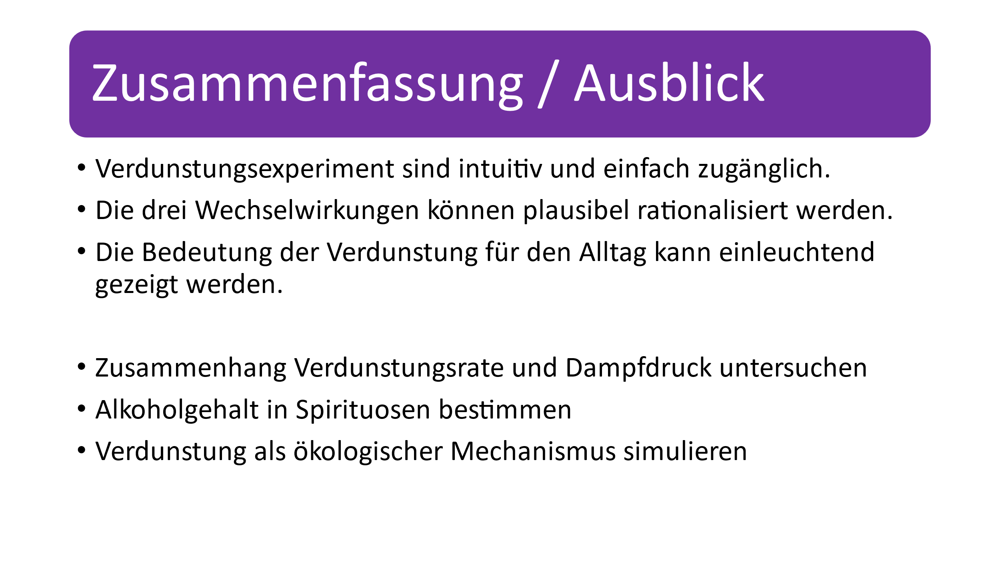 Zusammenfassung / Ausblick
• Verdunstungsexperiment sind intuitiv und einfach zugänglich.
• Die drei Wechselwirkungen können plausibel rationalisiert werden.
• Die Bedeutung der Verdunstung für den Alltag kann einleuchtend
gezeigt werden.
• Zusammenhang Verdunstungsrate und Dampfdruck untersuchen
• Alkoholgehalt in Spirituosen bestimmen
• Verdunstung als ökologischer Mechanismus simulieren